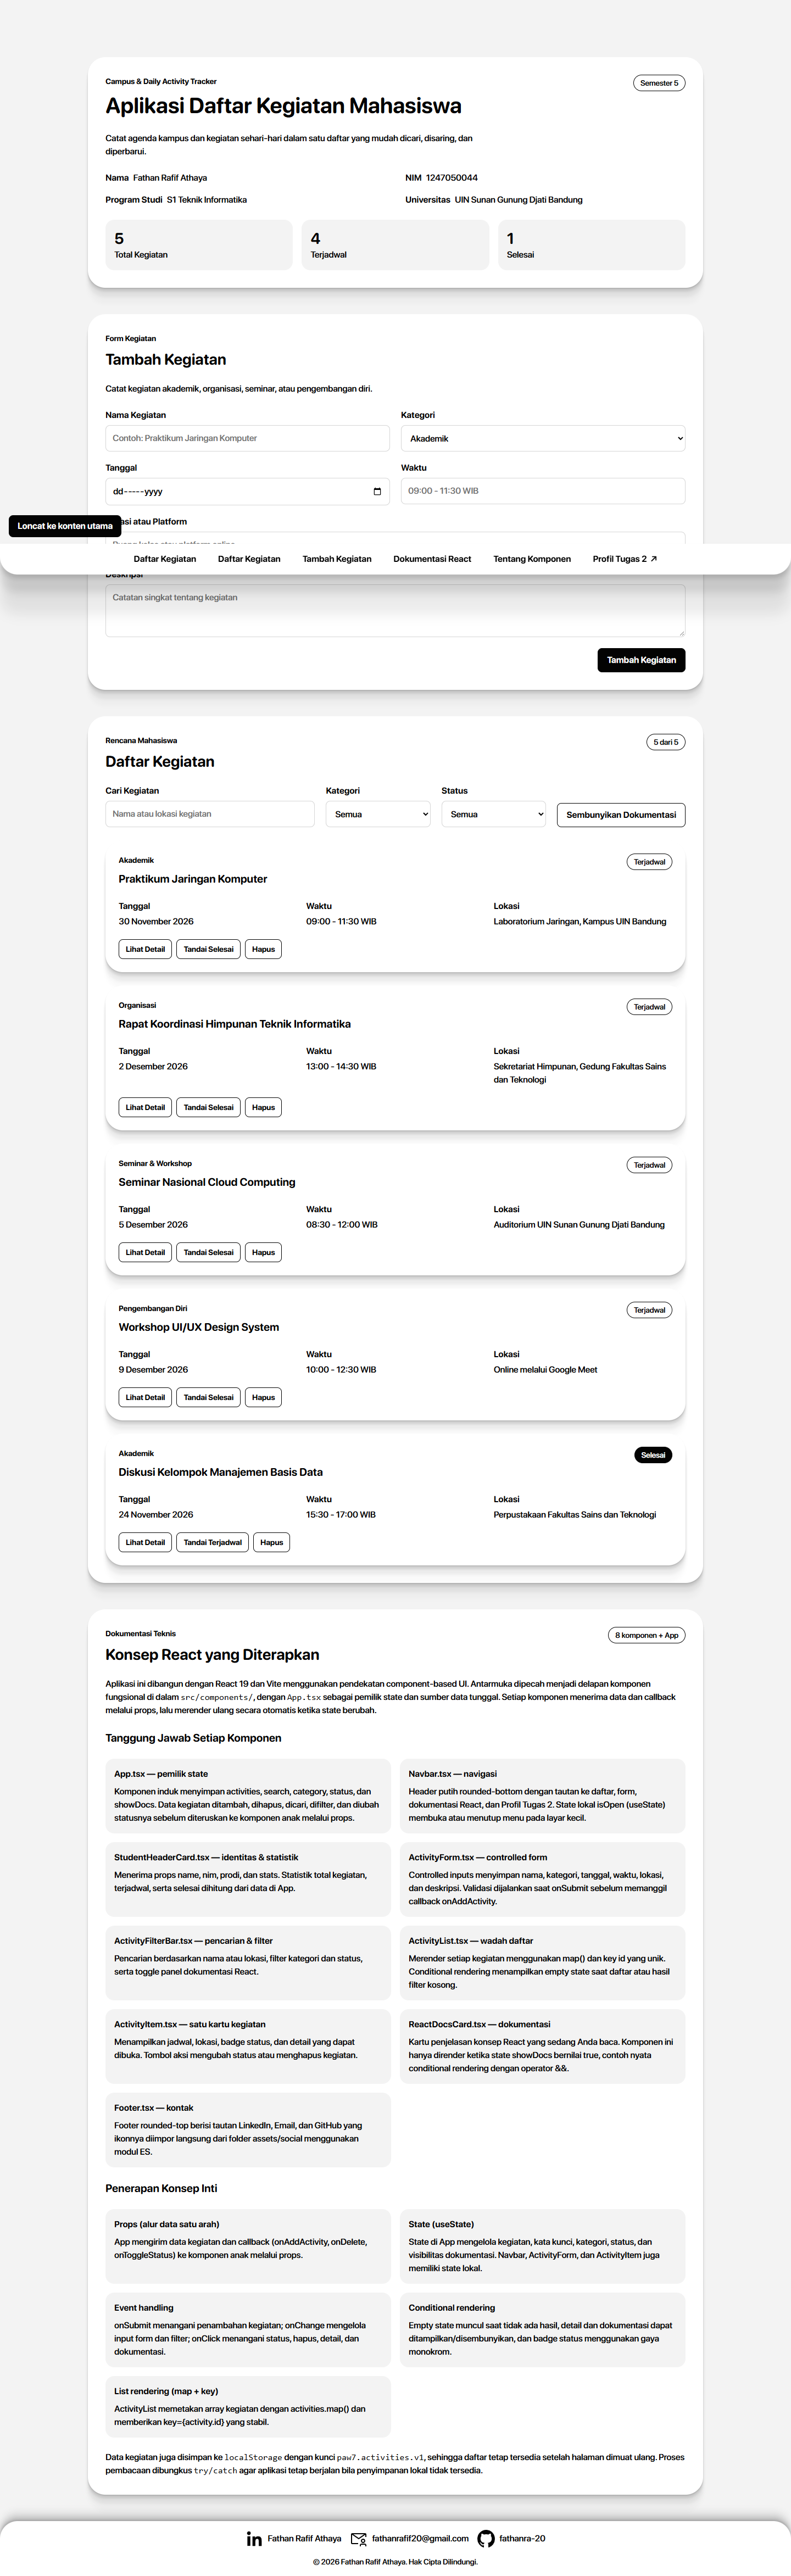 Campus & Daily Activity Tracker
Semester 5
Aplikasi Daftar Kegiatan Mahasiswa
Catat agenda kampus dan kegiatan sehari-hari dalam satu daftar yang mudah dicari, disaring, dan
diperbarui.
Nama Fathan Rafif Athaya
NIM 1247050044
Program Studi S1 Teknik Informatika
Universitas UIN Sunan Gunung Djati Bandung
5
Total Kegiatan
4
Terjadwal
1
Selesai
Form Kegiatan
Tambah Kegiatan
Catat kegiatan akademik, organisasi, seminar, atau pengembangan diri.
Nama Kegiatan
Kategori
Contoh: Praktikum Jaringan Komputer
Akademik
Tanggal
Waktu
dd-----yyyy
09:00 - 11:30 WIB
Loncat ke konten utama
atau Platform
Daftar Kegiatan
Daftar Kegiatan
Tambah Kegiatan
Dokumentasi React
Tentang Komponen
Profil Tugas 2 ↗
Deskripsi
Catatan singkat tentang kegiatan
Tambah Kegiatan
Rencana Mahasiswa
5 dari 5
Daftar Kegiatan
Cari Kegiatan
Kategori
Status
Nama atau lokasi kegiatan
Semua
Semua
Sembunyikan Dokumentasi
Akademik
Terjadwal
Praktikum Jaringan Komputer
Tanggal
Waktu
Lokasi
30 November 2026
09:00 - 11:30 WIB
Laboratorium Jaringan, Kampus UIN Bandung
Lihat Detail
Tandai Selesai
Hapus
Organisasi
Terjadwal
Rapat Koordinasi Himpunan Teknik Informatika
Tanggal
Waktu
Lokasi
2 Desember 2026
13:00 - 14:30 WIB
Sekretariat Himpunan, Gedung Fakultas Sains
dan Teknologi
Lihat Detail
Tandai Selesai
Hapus
Seminar & Workshop
Terjadwal
Seminar Nasional Cloud Computing
Tanggal
Waktu
Lokasi
5 Desember 2026
08:30 - 12:00 WIB
Auditorium UIN Sunan Gunung Djati Bandung
Lihat Detail
Tandai Selesai
Hapus
Pengembangan Diri
Terjadwal
Workshop UI/UX Design System
Tanggal
Waktu
Lokasi
9 Desember 2026
10:00 - 12:30 WIB
Online melalui Google Meet
Lihat Detail
Tandai Selesai
Hapus
Akademik
Selesai
Diskusi Kelompok Manajemen Basis Data
Tanggal
Waktu
Lokasi
24 November 2026
15:30 - 17:00 WIB
Perpustakaan Fakultas Sains dan Teknologi
Lihat Detail
Tandai Terjadwal
Hapus
Dokumentasi Teknis
8 komponen + App
Konsep React yang Diterapkan
Aplikasi ini dibangun dengan React 19 dan Vite menggunakan pendekatan component-based UI. Antarmuka dipecah menjadi delapan komponen
fungsional di dalam src/components/, dengan App.tsx sebagai pemilik state dan sumber data tunggal. Setiap komponen menerima data dan callback
melalui props, lalu merender ulang secara otomatis ketika state berubah.
Tanggung Jawab Setiap Komponen
App.tsx — pemilik state
Komponen induk menyimpan activities, search, category, status, dan
showDocs. Data kegiatan ditambah, dihapus, dicari, difilter, dan diubah
statusnya sebelum diteruskan ke komponen anak melalui props.
Navbar.tsx — navigasi
Header putih rounded-bottom dengan tautan ke daftar, form,
dokumentasi React, dan Profil Tugas 2. State lokal isOpen (useState)
membuka atau menutup menu pada layar kecil.
StudentHeaderCard.tsx — identitas & statistik
Menerima props name, nim, prodi, dan stats. Statistik total kegiatan,
terjadwal, serta selesai dihitung dari data di App.
ActivityForm.tsx — controlled form
Controlled inputs menyimpan nama, kategori, tanggal, waktu, lokasi,
dan deskripsi. Validasi dijalankan saat onSubmit sebelum memanggil
callback onAddActivity.
ActivityFilterBar.tsx — pencarian & filter
Pencarian berdasarkan nama atau lokasi, filter kategori dan status,
serta toggle panel dokumentasi React.
ActivityList.tsx — wadah daftar
Merender setiap kegiatan menggunakan map() dan key id yang unik.
Conditional rendering menampilkan empty state saat daftar atau hasil
filter kosong.
ActivityItem.tsx — satu kartu kegiatan
Menampilkan jadwal, lokasi, badge status, dan detail yang dapat
dibuka. Tombol aksi mengubah status atau menghapus kegiatan.
ReactDocsCard.tsx — dokumentasi
Kartu penjelasan konsep React yang sedang Anda baca. Komponen ini
hanya dirender ketika state showDocs bernilai true, contoh nyata
conditional rendering dengan operator &&.
Footer.tsx — kontak
Footer rounded-top berisi tautan LinkedIn, Email, dan GitHub yang
ikonnya diimpor langsung dari folder assets/social menggunakan
modul ES.
Penerapan Konsep Inti
Props (alur data satu arah)
App mengirim data kegiatan dan callback (onAddActivity, onDelete,
onToggleStatus) ke komponen anak melalui props.
State (useState)
State di App mengelola kegiatan, kata kunci, kategori, status, dan
visibilitas dokumentasi. Navbar, ActivityForm, dan ActivityItem juga
memiliki state lokal.
Event handling
onSubmit menangani penambahan kegiatan; onChange mengelola
input form dan filter; onClick menangani status, hapus, detail, dan
dokumentasi.
Conditional rendering
Empty state muncul saat tidak ada hasil, detail dan dokumentasi dapat
ditampilkan/disembunyikan, dan badge status menggunakan gaya
monokrom.
List rendering (map + key)
ActivityList memetakan array kegiatan dengan activities.map() dan
memberikan key={activity.id} yang stabil.
Data kegiatan juga disimpan ke localStorage dengan kunci paw7.activities.v1, sehingga daftar tetap tersedia setelah halaman dimuat ulang. Proses
pembacaan dibungkus try/catch agar aplikasi tetap berjalan bila penyimpanan lokal tidak tersedia.
Fathan Rafif Athaya
fathanrafif20@gmail.com
fathanra-20
© 2026 Fathan Rafif Athaya. Hak Cipta Dilindungi.